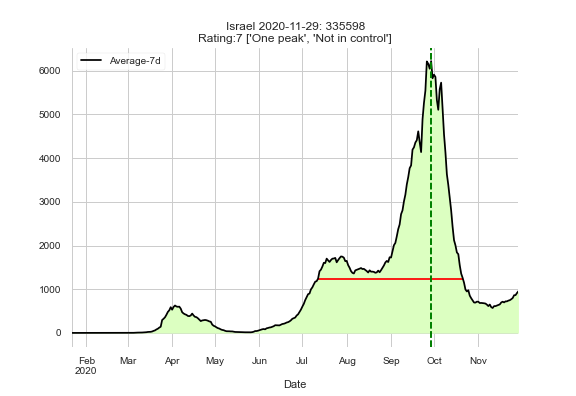 Israel 2020-11-29: 335598
Rating:7 ['One peak', 'Not in control']
Average-7d
6000
5000
4000
3000
2000
1000
0
Feb Mar Apr May Jun Jul Aug Sep Oct Nov
2020
Date